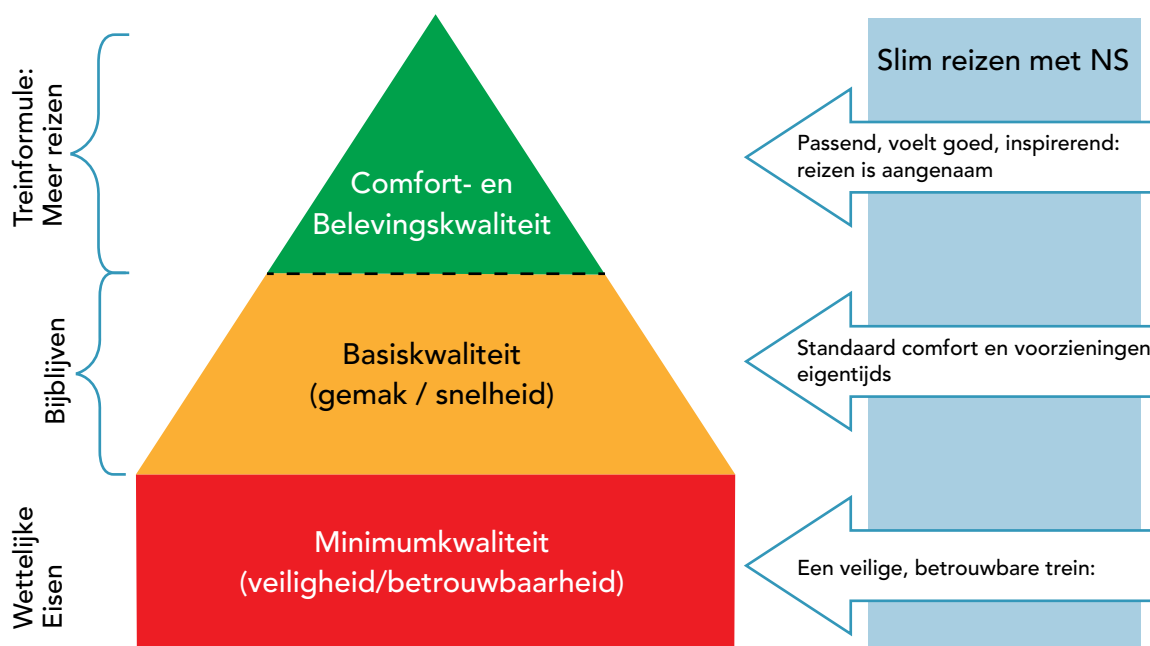 Treinformule:
Meer reizen
Comfort- en
Belevingskwaliteit
Slim reizen met NS
Passend, voelt goed, inspirerend:
reizen is aangenaam
Bijblijven
Basiskwaliteit
(gemak / snelheid)
Standaard comfort en voorzieningen
eigentijds
Wettelijke
Eisen
Minimumkwaliteit
(veiligheid/betrouwbaarheid)
Een veilige, betrouwbare trein: